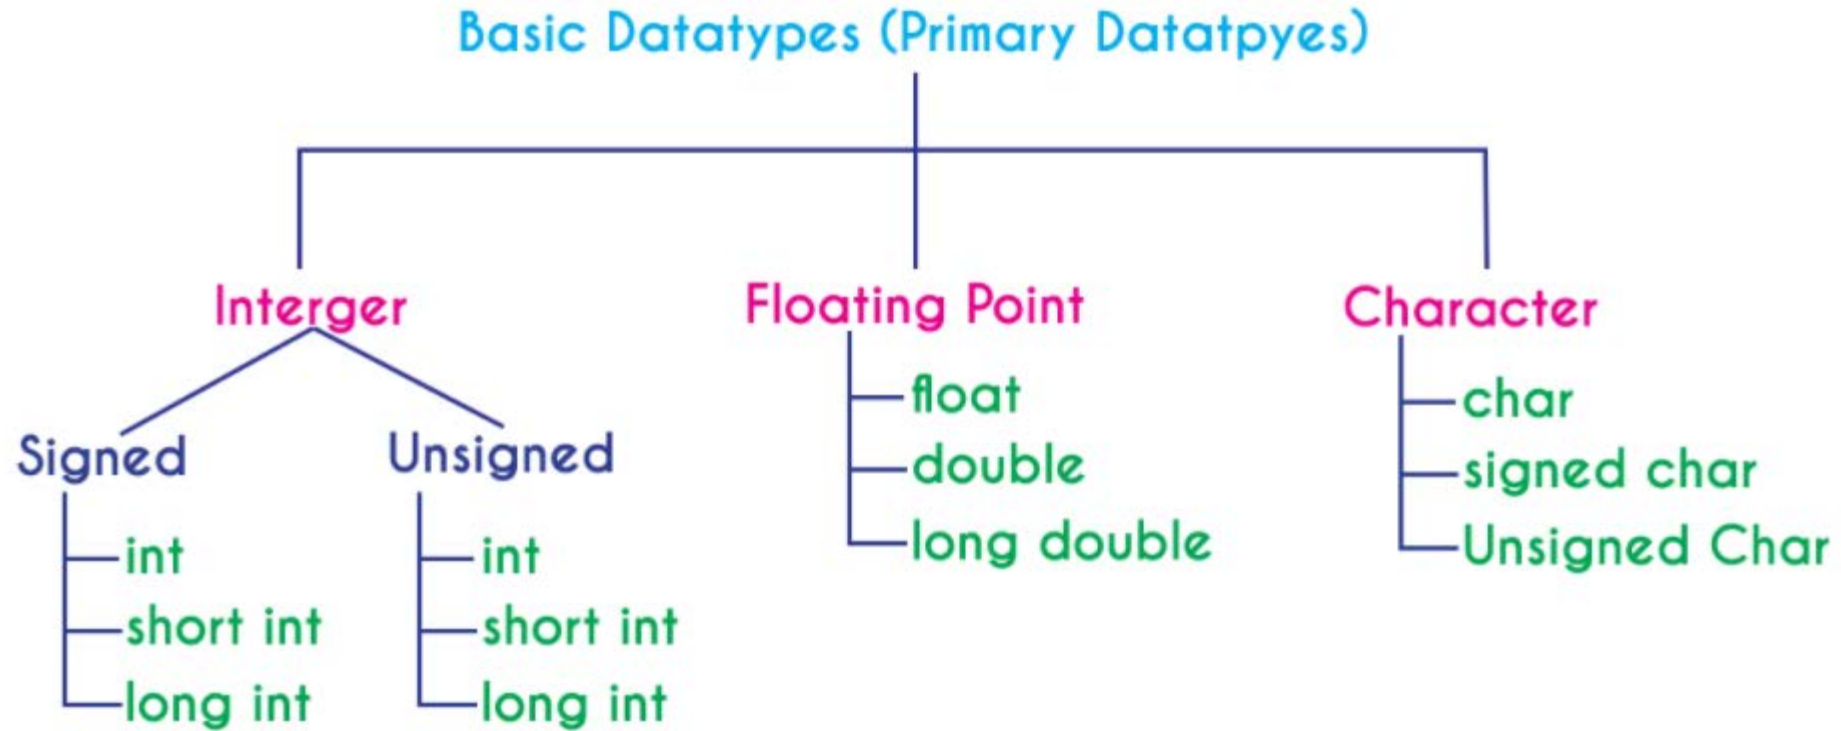 Basic Datatypes (Primary Datatpyes)
Interger
Floating Point
Character
Signed
Unsigned
int
short int
long int
int
short int
long int
float
double
long double
char
signed char
Unsigned Char